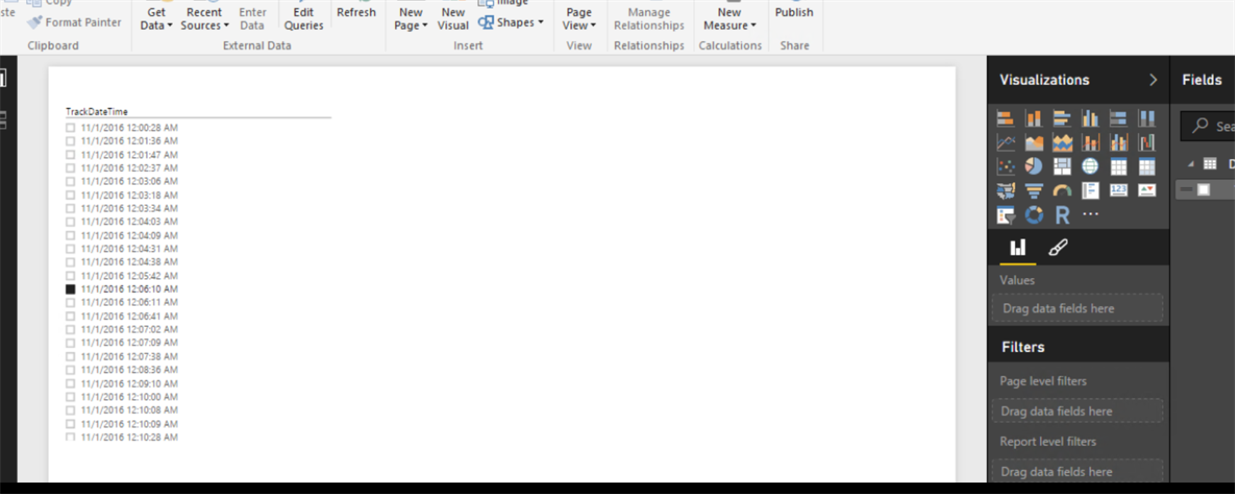 Copy
Format Painter
Clipboard
Get
Data
Recent
Sources
Enter
Data
Edit
Queries
Refresh
External Data
New
Page
New
Visual
Image
Shapes
Insert
Page
View
View
Manage
Relationships
Relationships
New
Measure
Calculations
Publish
Share
TrackDateTime
11/1/2016 12:00:28 AM
11/1/2016 12:01:36 AM
11/1/2016 12:01:47 AM
11/1/2016 12:02:37 AM
11/1/2016 12:03:06 AM
11/1/2016 12:03:18 AM
11/1/2016 12:03:34 AM
11/1/2016 12:04:03 AM
11/1/2016 12:04:09 AM
11/1/2016 12:04:31 AM
11/1/2016 12:04:38 AM
11/1/2016 12:05:42 AM
11/1/2016 12:06:10 AM
11/1/2016 12:06:11 AM
11/1/2016 12:06:41 AM
11/1/2016 12:07:02 AM
11/1/2016 12:07:09 AM
11/1/2016 12:07:38 AM
11/1/2016 12:08:36 AM
11/1/2016 12:09:10 AM
11/1/2016 12:10:00 AM
11/1/2016 12:10:08 AM
11/1/2016 12:10:09 AM
11/1/2016 12:10:28 AM
Visualizations
123
R
Values
Drag data fields here
Filters
Page level filters
Drag data fields here
Report level filters
Drag data fields here
Fields
Sea
D